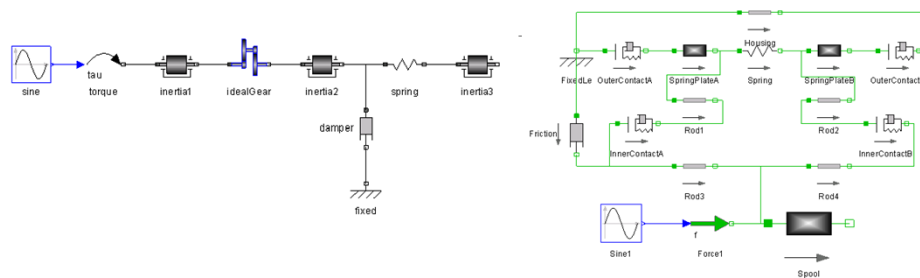 sine
tau
torque
inertia1
idealGear
inertia2
spring
inertia3
damper
fixed
Housing
FixedLe
OuterContactA
SpringPlateA
Spring
SpringPlateB
OuterContact
Rod1
Rod2
Friction
InnerContactA
InnerContactB
Rod3
Rod4
Sine1
f
Force1
Spool